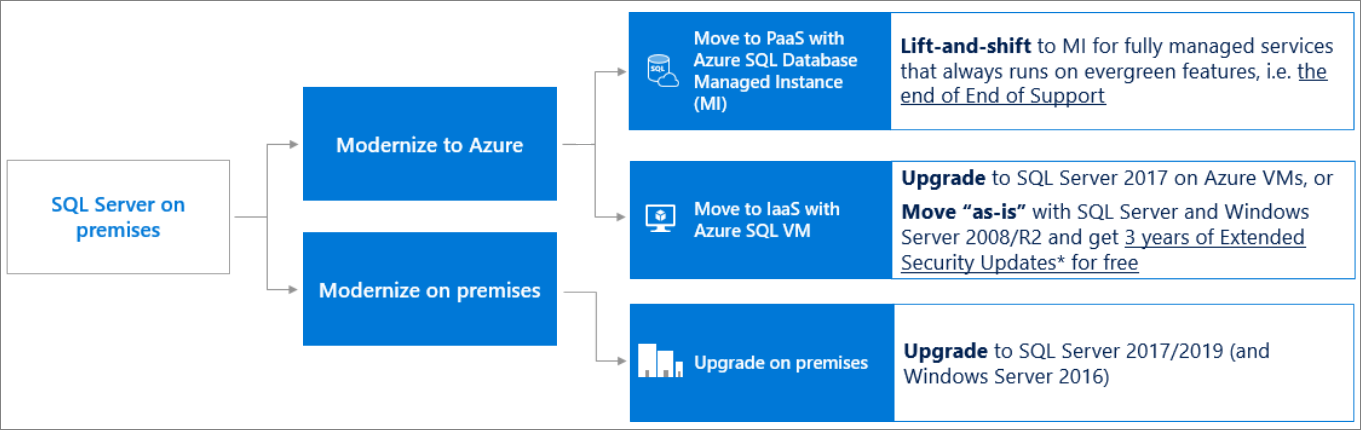 SQL Server on
premises
Modernize to Azure
Modernize on premises
SQL
Move to PaaS with
Azure SQL Database
Managed Instance
(MI)
Lift-and-shift to MI for fully managed services
that always runs on evergreen features, i.e. the
end of End of Support
Move to IaaS with
Azure SQL VM
Upgrade to SQL Server 2017 on Azure VMs, or
Move “as-is” with SQL Server and Windows
Server 2008/R2 and get 3 years of Extended
Security Updates* for free
Upgrade on premises
Upgrade to SQL Server 2017/2019 (and
Windows Server 2016)